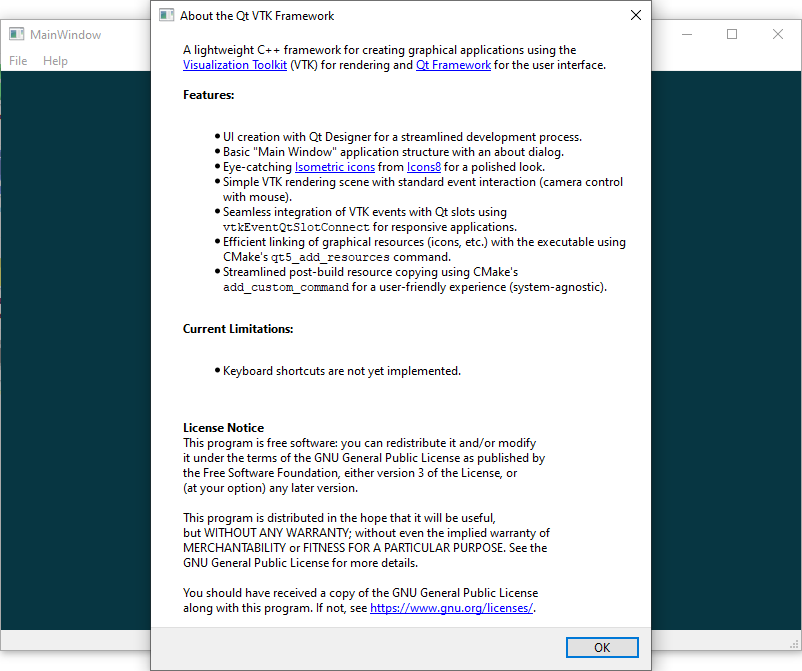 About the Qt VTK Framework
MainWindow
File Help
A lightweight C++ framework for creating graphical applications using the
Visualization Toolkit (VTK) for rendering and Qt Framework for the user interface.
Features:
• UI creation with Qt Designer for a streamlined development process.
• Basic "Main Window" application structure with an about dialog.
• Eye-catching Isometric icons from Icons8 for a polished look.
• Simple VTK rendering scene with standard event interaction (camera control
with mouse).
• Seamless integration of VTK events with Qt slots using
vtkEventQtSlotConnect for responsive applications.
• Efficient linking of graphical resources (icons, etc.) with the executable using
CMake's qt5_add_resources command.
• Streamlined post-build resource copying using CMake's
add_custom_command for a user-friendly experience (system-agnostic).
Current Limitations:
• Keyboard shortcuts are not yet implemented.
License Notice
This program is free software: you can redistribute it and/or modify
it under the terms of the GNU General Public License as published by
the Free Software Foundation, either version 3 of the License, or
(at your option) any later version.
This program is distributed in the hope that it will be useful,
but WITHOUT ANY WARRANTY; without even the implied warranty of
MERCHANTABILITY or FITNESS FOR A PARTICULAR PURPOSE. See the
GNU General Public License for more details.
You should have received a copy of the GNU General Public License
along with this program. If not, see https://www.gnu.org/licenses/.
OK